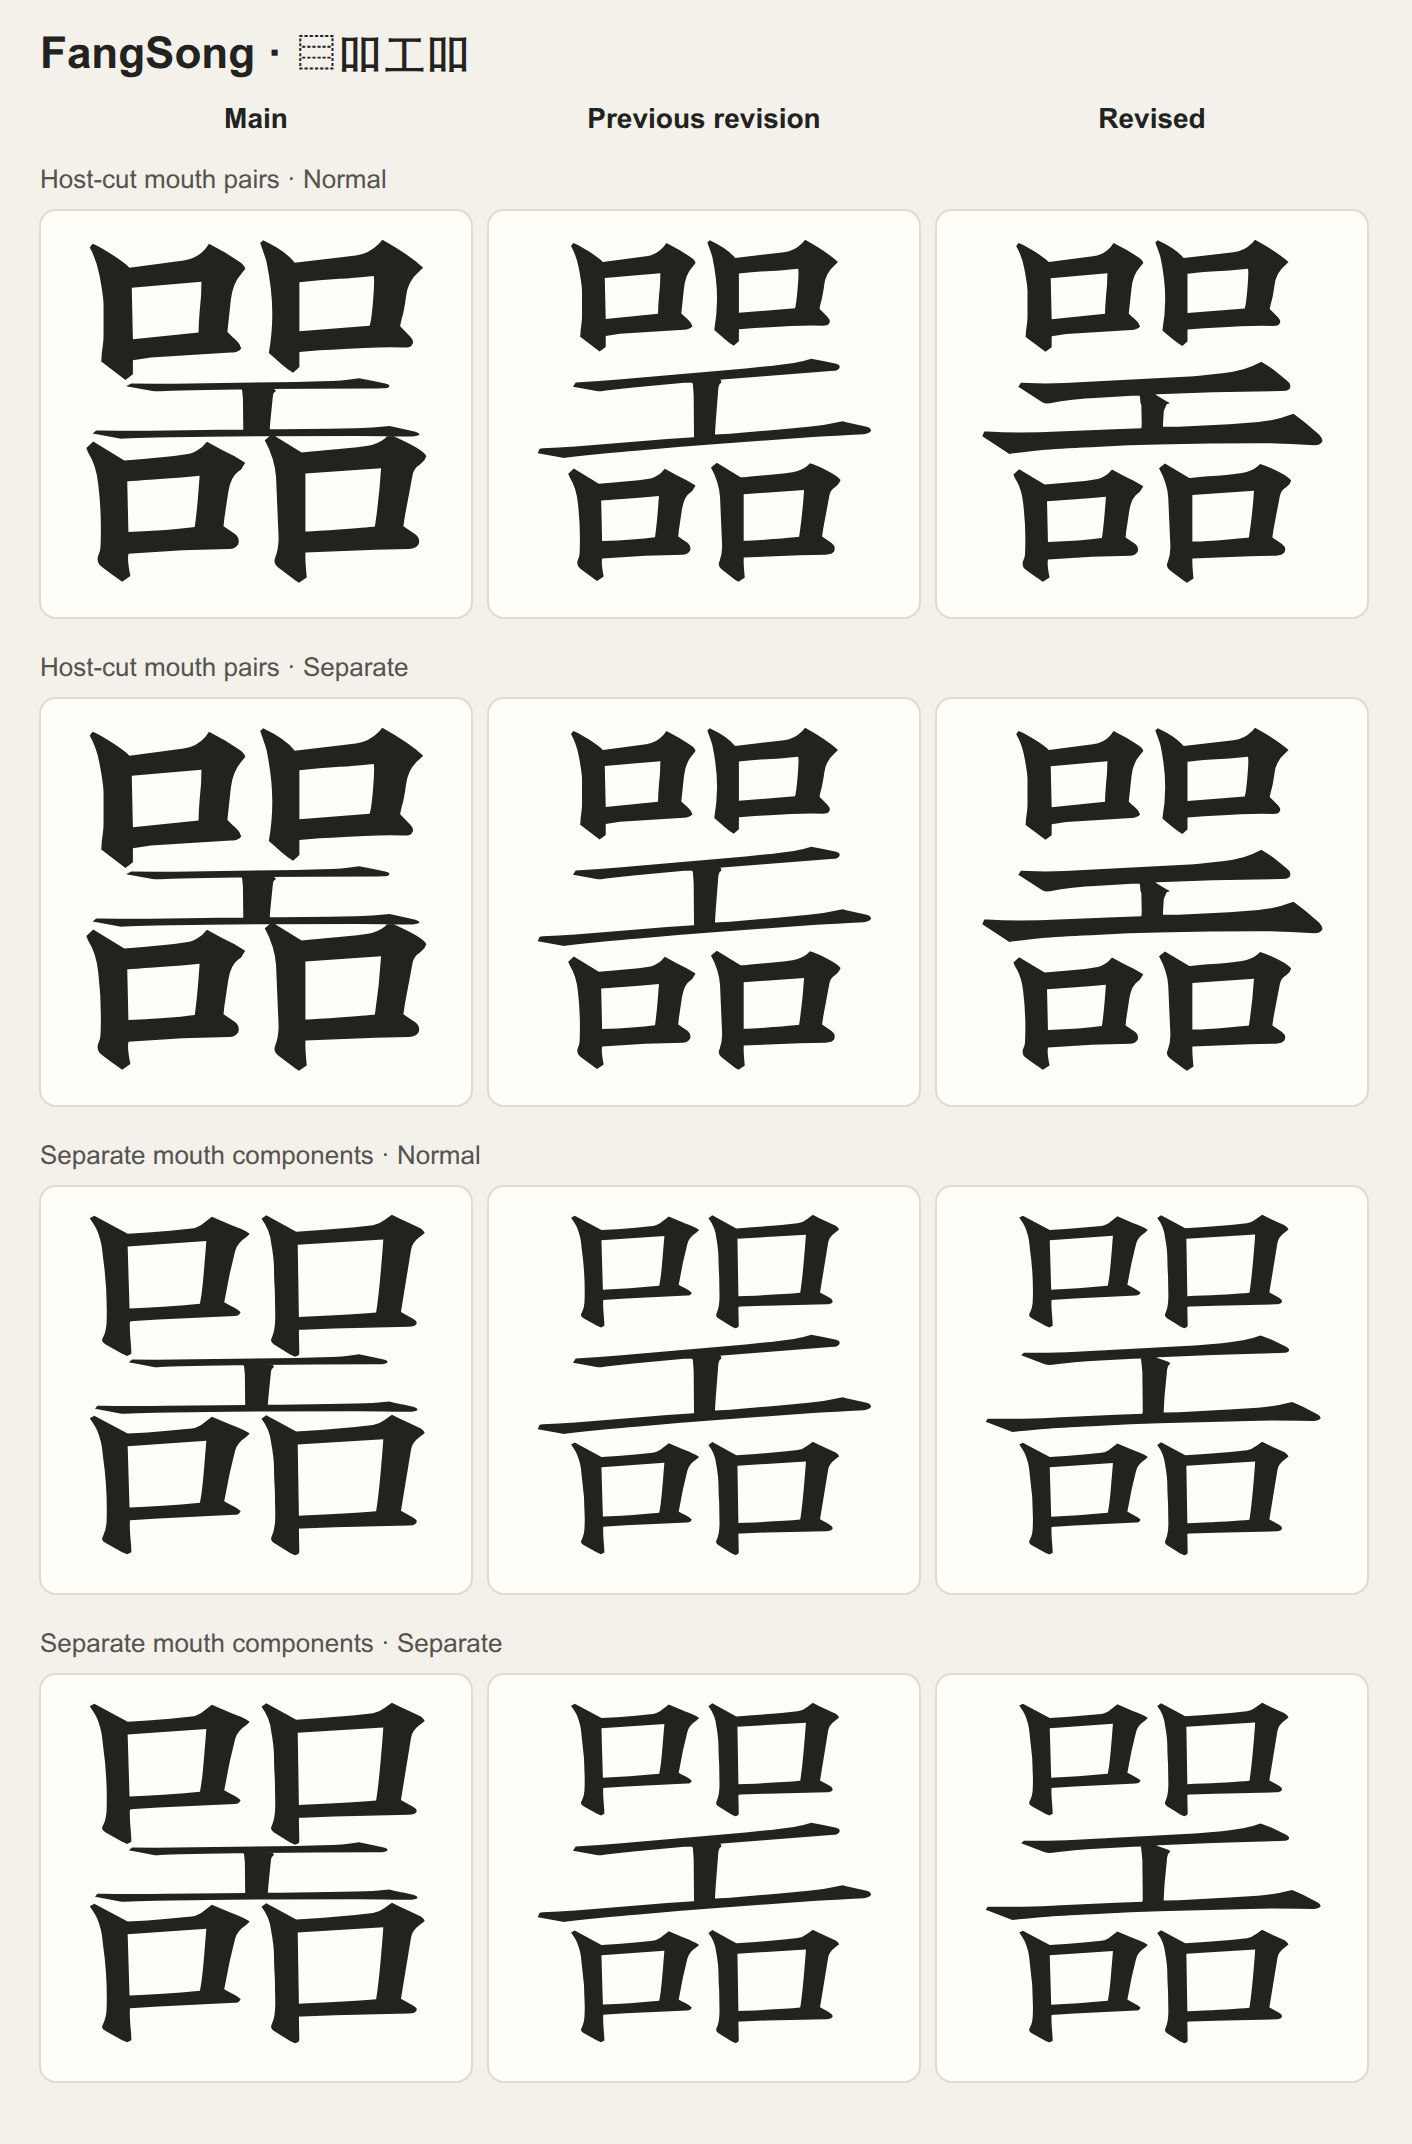 FangSong · ⿳吅工吅
Main Previous revision Revised
Host-cut mouth pairs · Normal
Host-cut mouth pairs · Separate
Separate mouth components · Normal
Separate mouth components · Separate